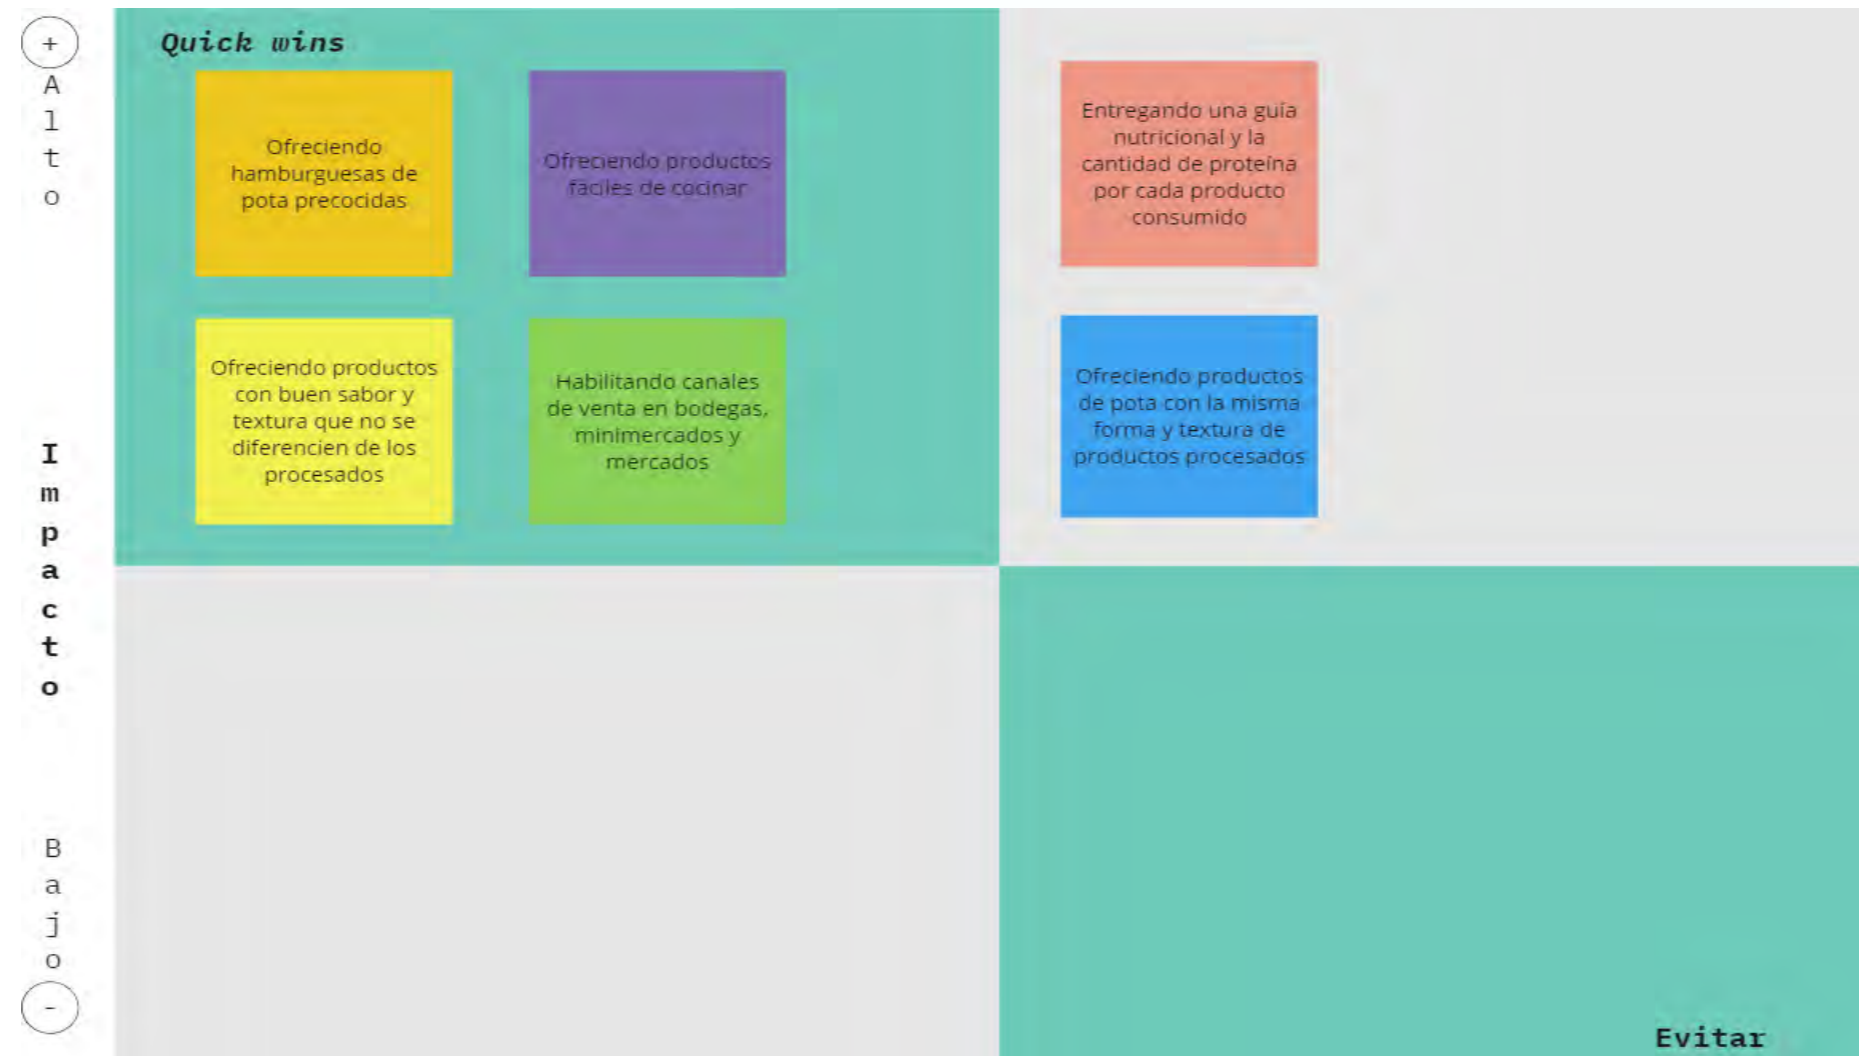 +
Alto
Impacto
Bajo
-
Quick wins
Ofreciendo
hamburguesas de
pota precocidas
Ofreciendo productos
fáciles de cocinar
Ofreciendo productos
con buen sabor y
textura que no se
diferencien de los
procesados
Habilitando canales
de venta en bodegas,
minimercados y
mercados
Entregando una guía
nutricional y la
cantidad de proteína
por cada producto
consumido
Ofreciendo productos
de pota con la misma
forma y textura de
productos procesados
Evitar